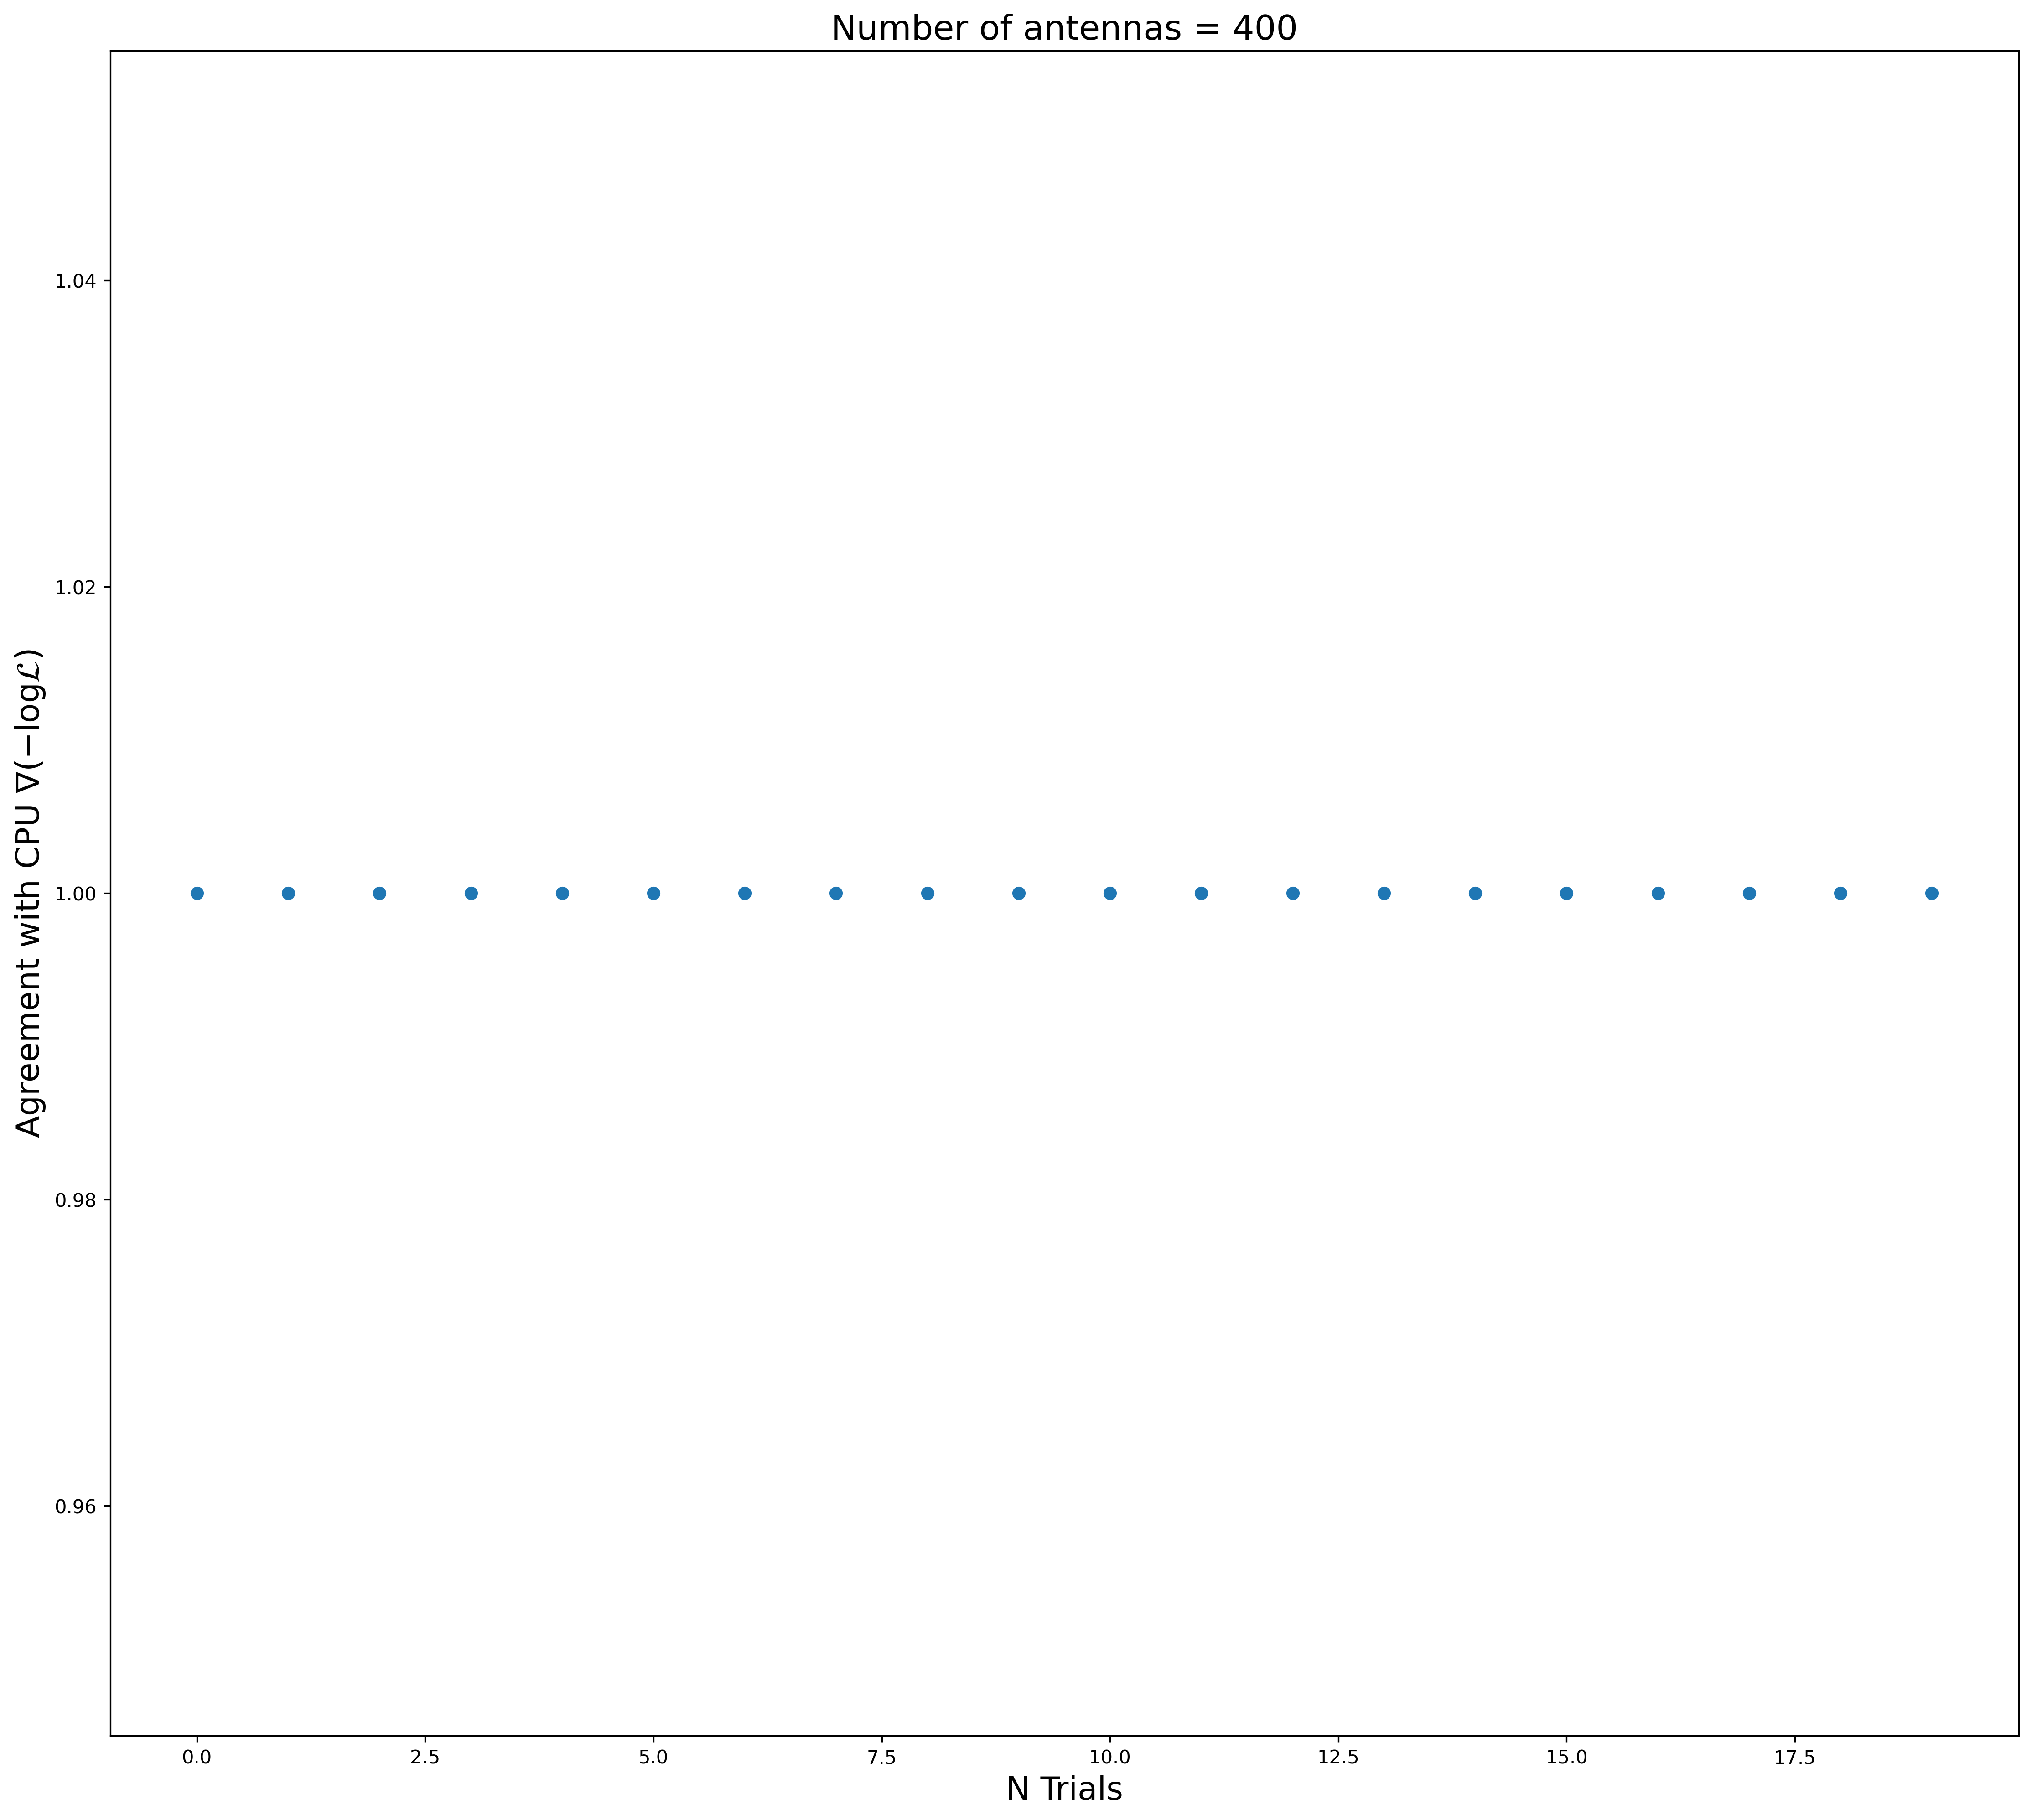 Number of antennas = 400
Agreement with CPU ∇(−logℒ)
1.04
1.02
1.00
0.98
0.96
0.0 2.5 5.0 7.5 10.0 12.5 15.0 17.5
N Trials